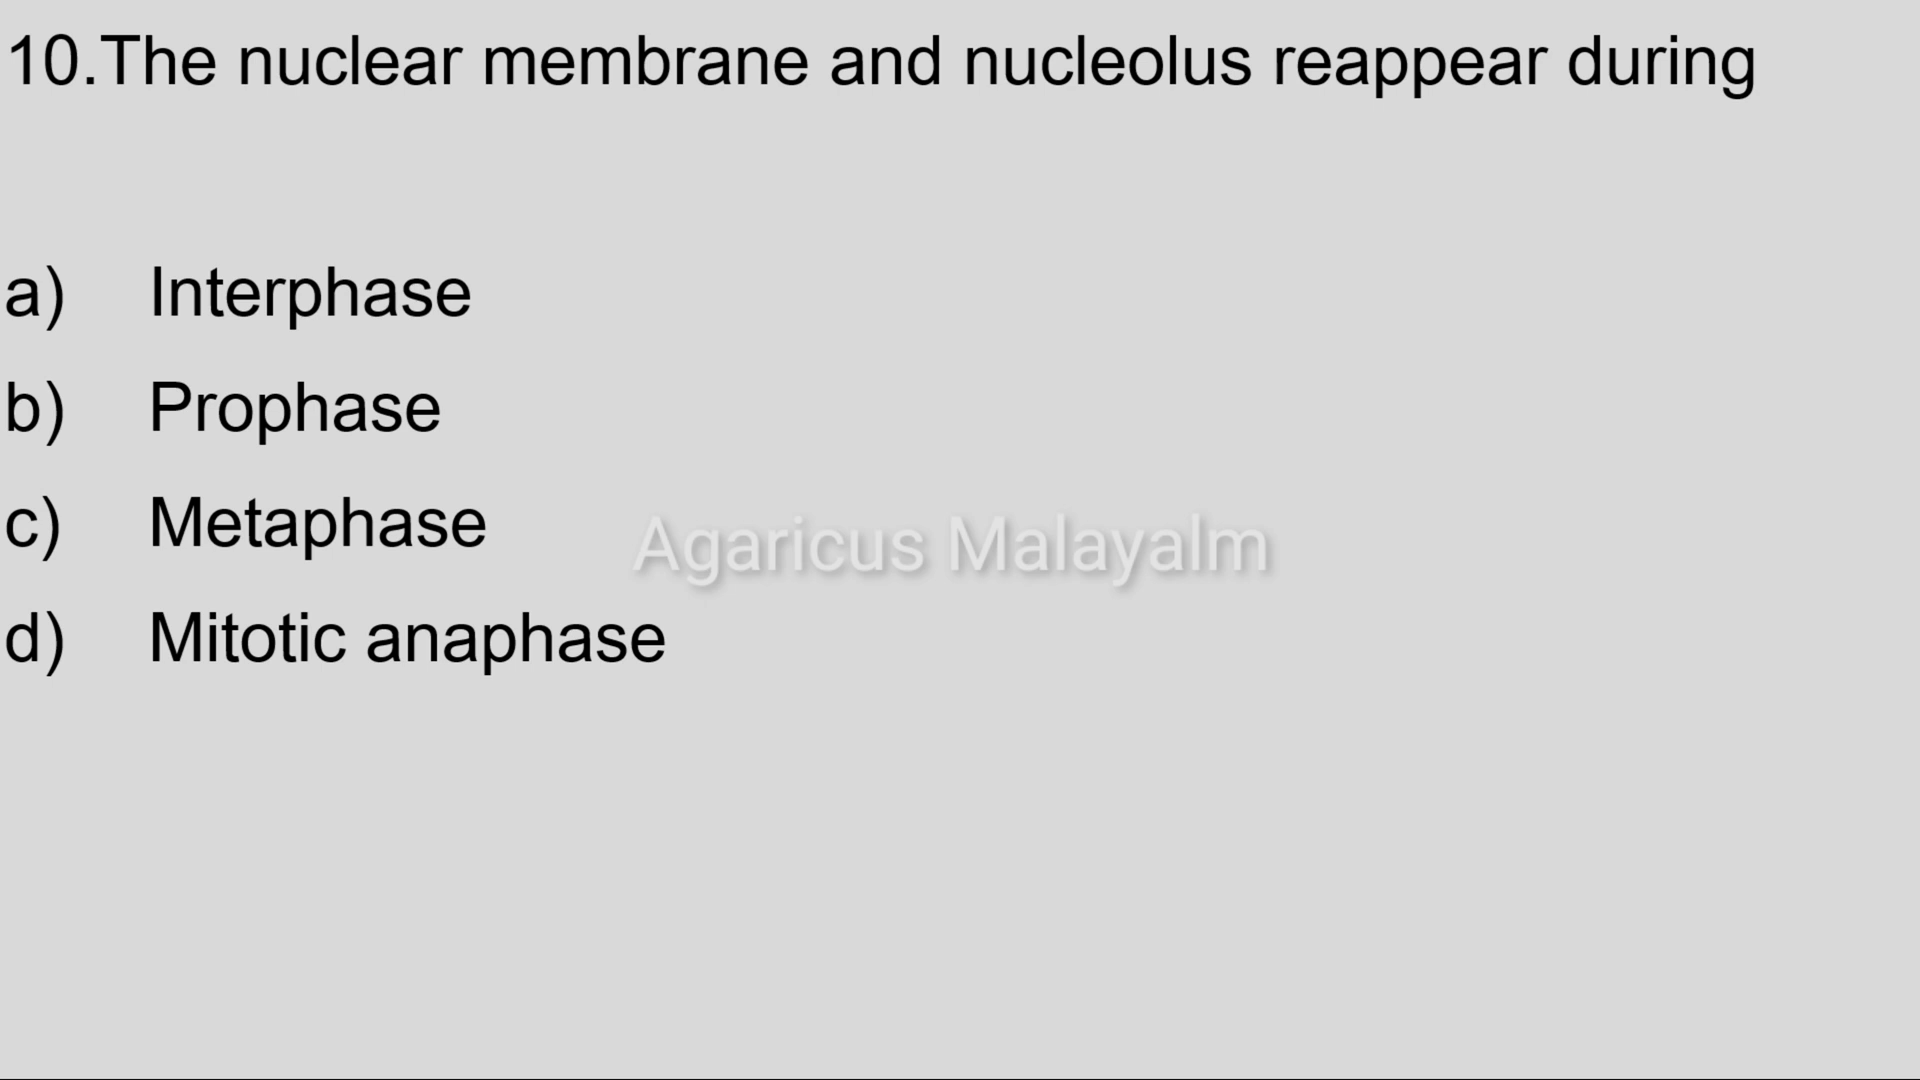 10.The nuclear membrane and nucleolus reappear during
a) Interphase
b) Prophase
c) Metaphase
Agaricus Malayalm
d) Mitotic anaphase